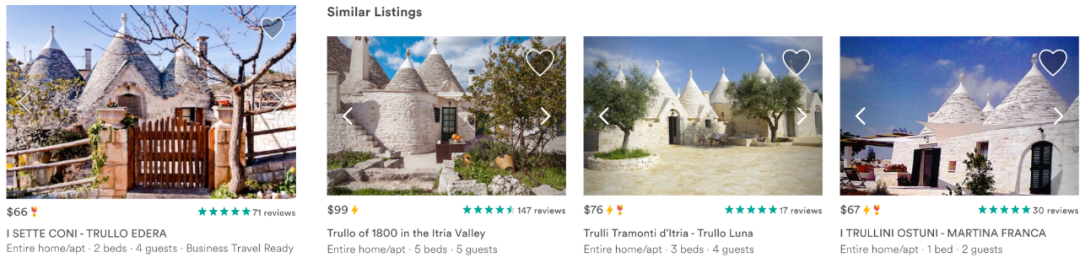 Similar Listings
$66 71 reviews
I SETTE CONI - TRULLO EDERA
Entire home/apt · 2 beds · 4 guests · Business Travel Ready
$99 147 reviews
Trullo of 1800 in the Itria Valley
Entire home/apt · 5 beds · 5 guests
$76 17 reviews
Trulli Tramonti d'Itria - Trullo Luna
Entire home/apt · 3 beds · 4 guests
$67 30 reviews
I TRULLINI OSTUNI - MARTINA FRANCA
Entire home/apt · 1 bed · 2 guests